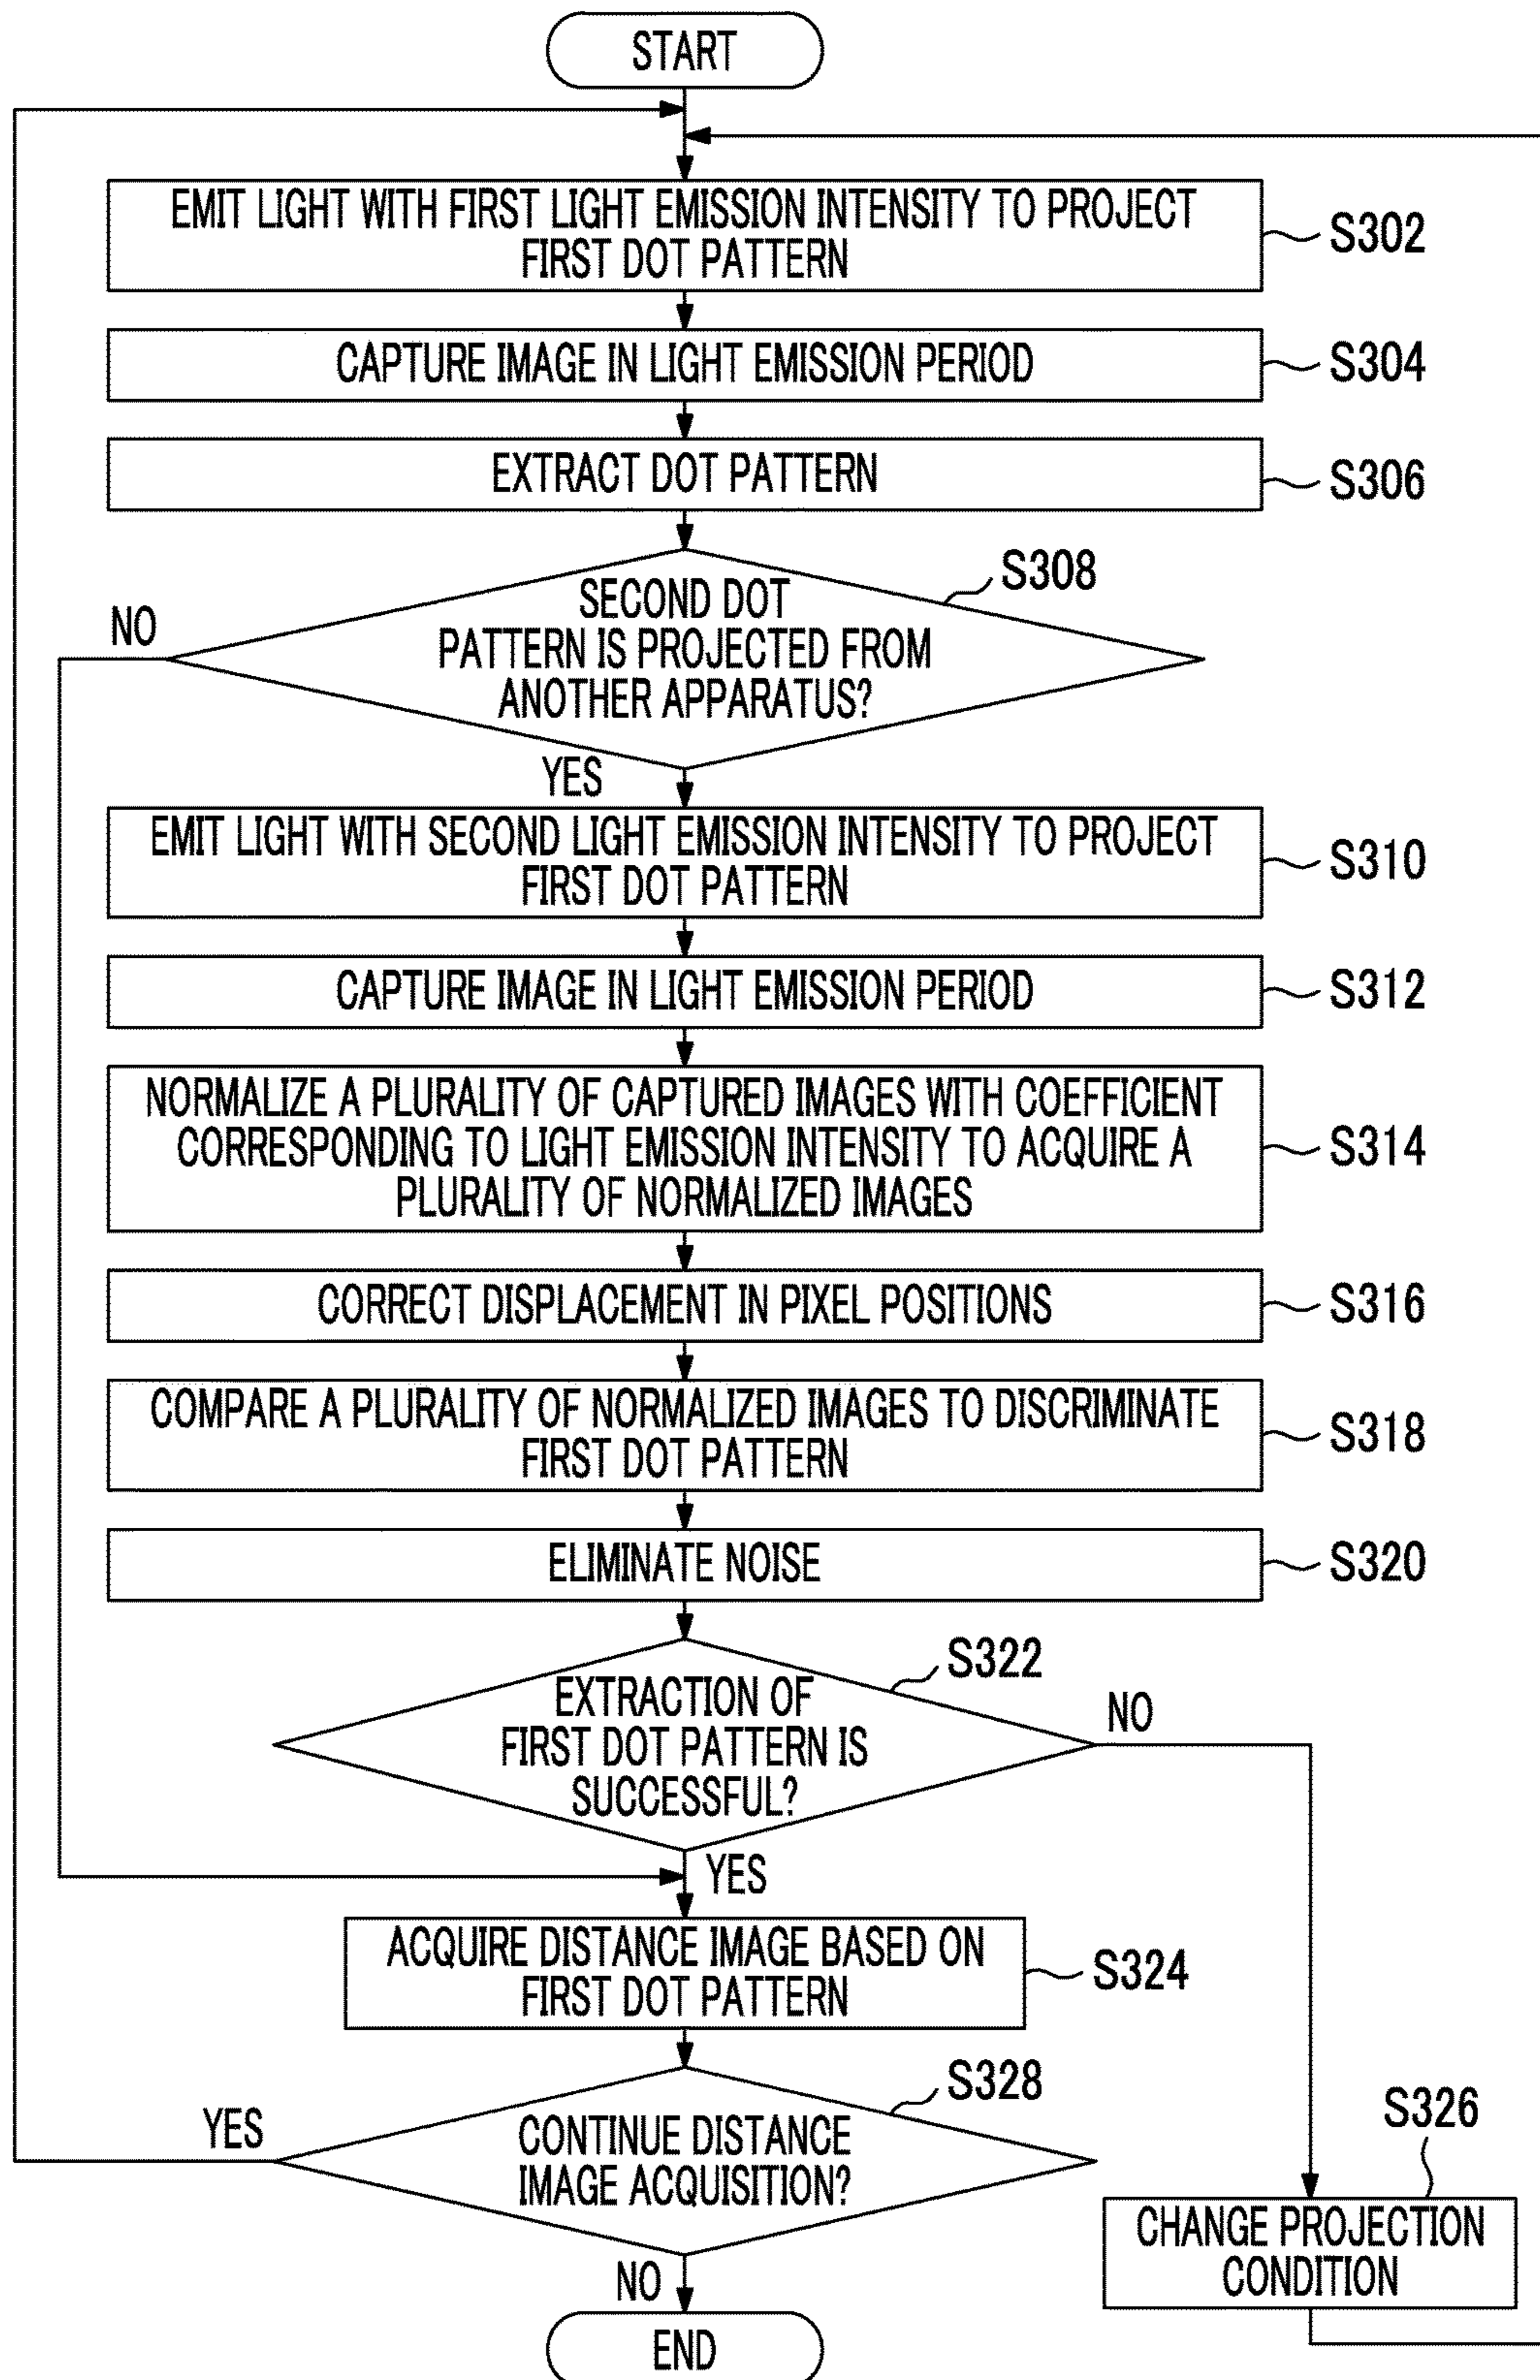 START
EMIT LIGHT WITH FIRST LIGHT EMISSION INTENSITY TO PROJECT
FIRST DOT PATTERN
S302
CAPTURE IMAGE IN LIGHT EMISSION PERIOD
S304
EXTRACT DOT PATTERN
S306
S308
SECOND DOT
PATTERN IS PROJECTED FROM
ANOTHER APPARATUS?
NO
YES
EMIT LIGHT WITH SECOND LIGHT EMISSION INTENSITY TO PROJECT
FIRST DOT PATTERN
S310
CAPTURE IMAGE IN LIGHT EMISSION PERIOD
S312
NORMALIZE A PLURALITY OF CAPTURED IMAGES WITH COEFFICIENT
CORRESPONDING TO LIGHT EMISSION INTENSITY TO ACQUIRE A
PLURALITY OF NORMALIZED IMAGES
S314
CORRECT DISPLACEMENT IN PIXEL POSITIONS
S316
COMPARE A PLURALITY OF NORMALIZED IMAGES TO DISCRIMINATE
FIRST DOT PATTERN
S318
ELIMINATE NOISE
S320
S322
EXTRACTION OF
FIRST DOT PATTERN IS
SUCCESSFUL?
NO
YES
ACQUIRE DISTANCE IMAGE BASED ON
FIRST DOT PATTERN
S324
S328
CONTINUE DISTANCE
IMAGE ACQUISITION?
YES
NO
S326
CHANGE PROJECTION
CONDITION
END